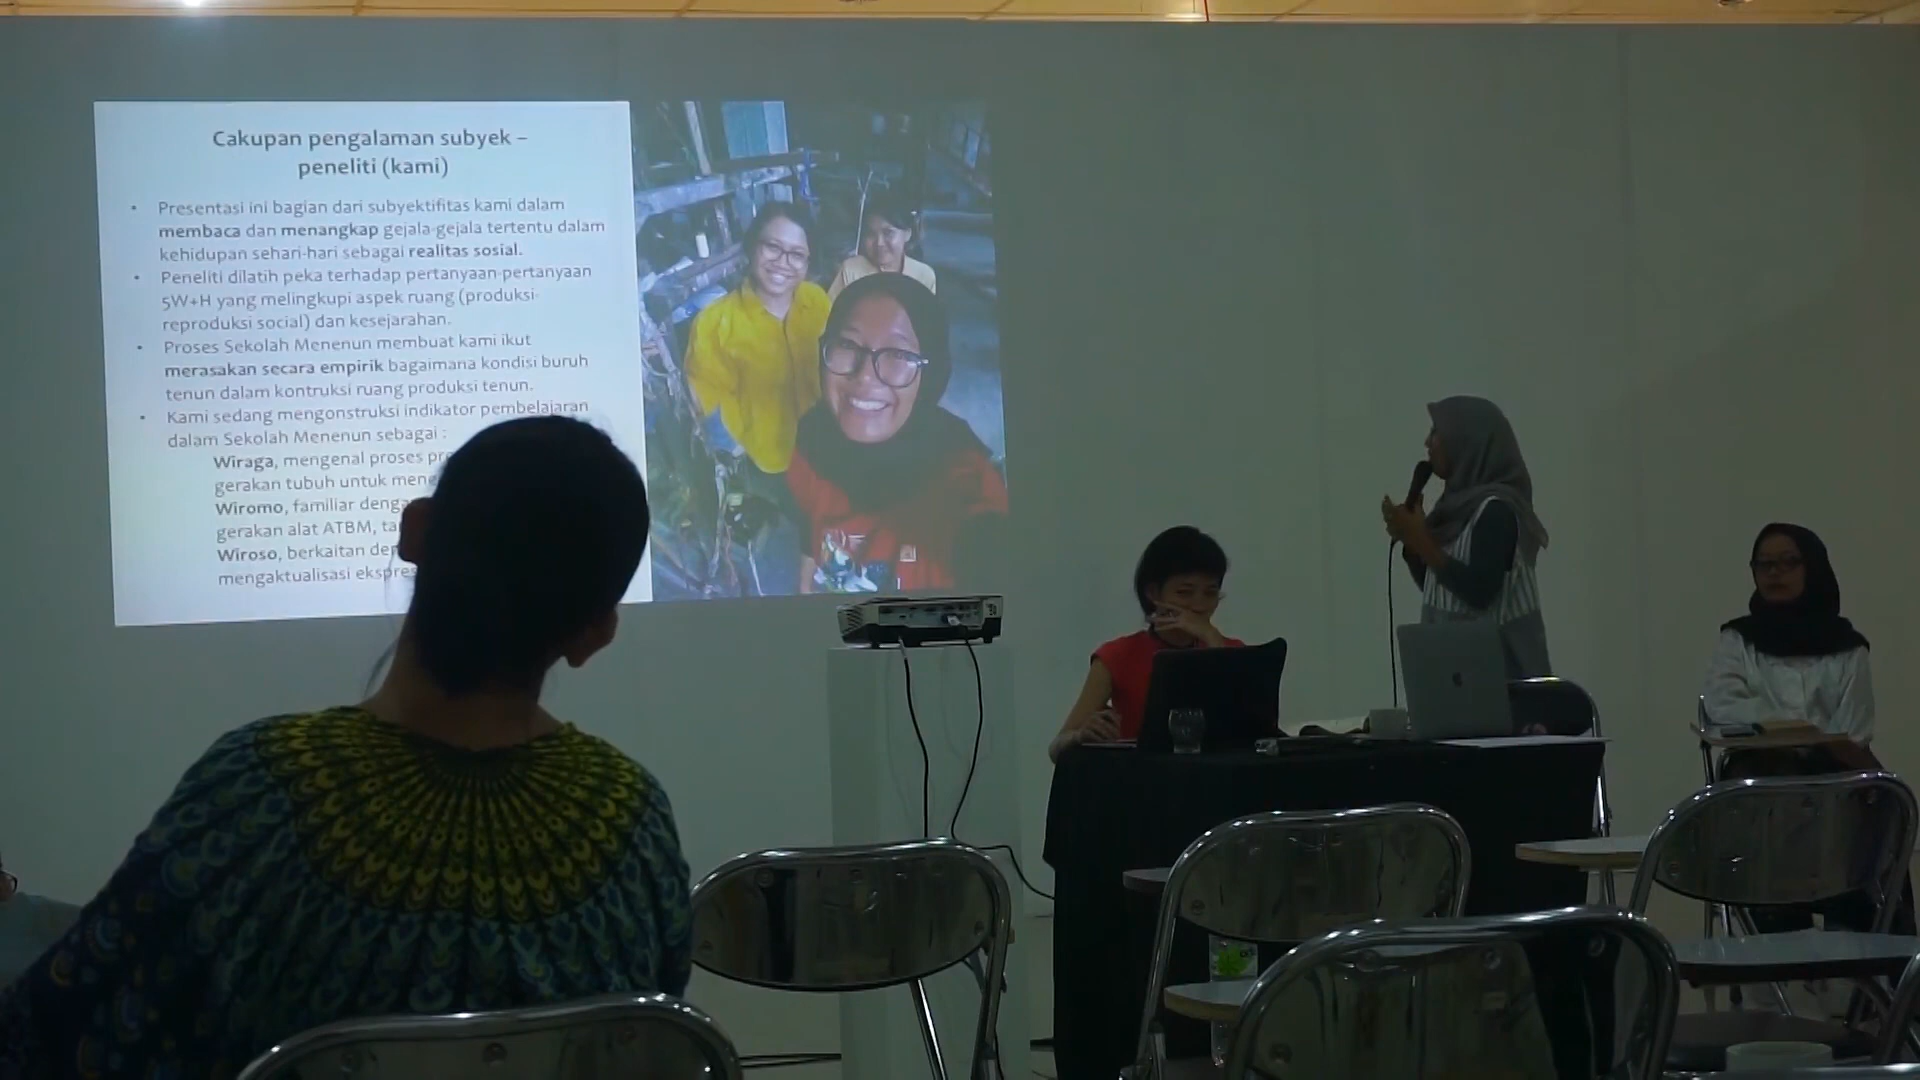 Cakupan pengalaman subyek –
peneliti (kami)
• Presentasi ini bagian dari subyektifitas kami dalam
membaca dan menangkap gejala-gejala tertentu dalam
kehidupan sehari-hari sebagai realitas sosial.
• Peneliti dilatih peka terhadap pertanyaan-pertanyaan
5W+H yang melingkupi aspek ruang (produksi-
reproduksi social) dan kesejarahan.
• Proses Sekolah Menenun membuat kami ikut
merasakan secara empirik bagaimana kondisi buruh
tenun dalam kontruksi ruang produksi tenun.
• Kami sedang mengonstruksi indikator pembelajaran
dalam Sekolah Menenun sebagai :
Wiraga, mengenal proses
gerakan tubuh untuk
Wiromo, familiar
gerakan alat ATBM,
Wiroso, berkaitan
mengaktualisasi